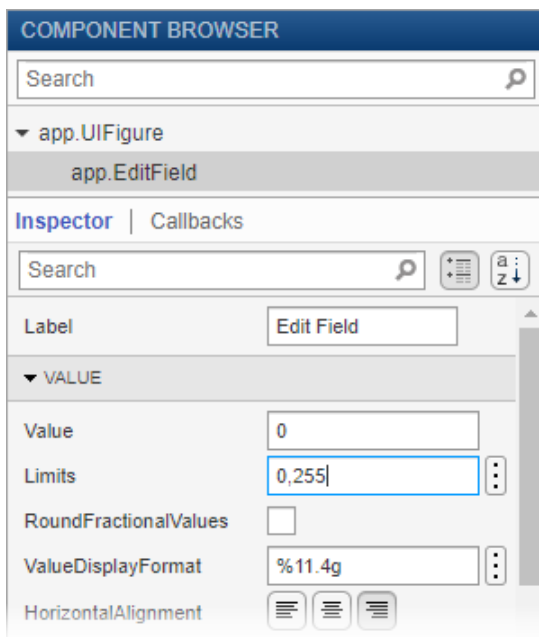 COMPONENT BROWSER
Search
app.UIFigure
app.EditField
Inspector | Callbacks
Search
a z
Label Edit Field
VALUE
Value 0
Limits 0,255
RoundFractionalValues
ValueDisplayFormat %11.4g
HorizontalAlignment